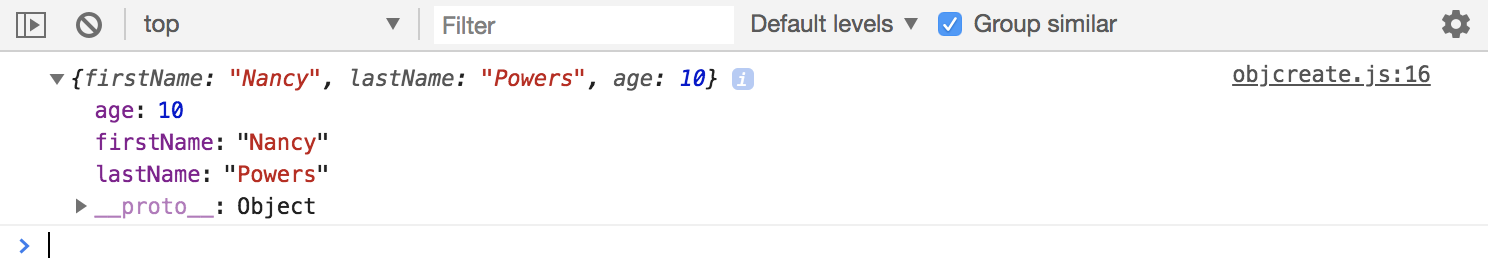 top Filter Default levels Group similar
{firstName: "Nancy", lastName: "Powers", age: 10} i objcreate.js:16
age: 10
firstName: "Nancy"
lastName: "Powers"
__proto__: Object
>